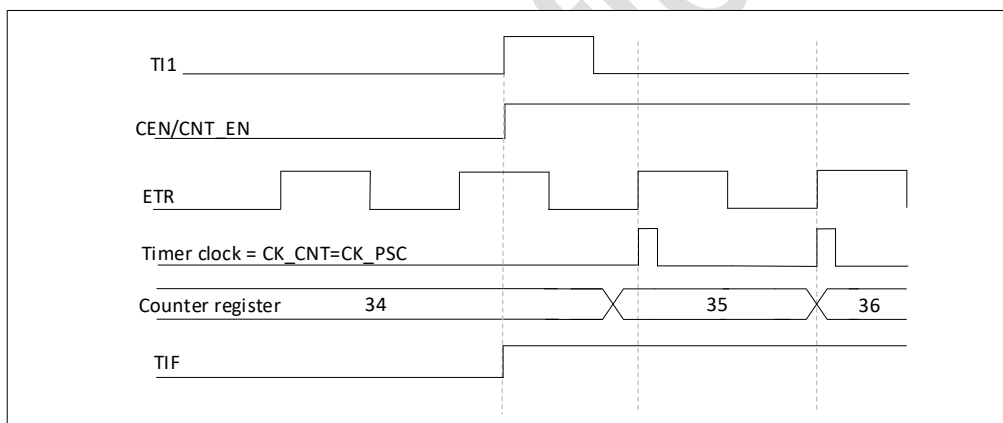 TI1
CEN/CNT_EN
ETR
Timer clock = CK_CNT=CK_PSC
Counter register 34 35 36
TIF